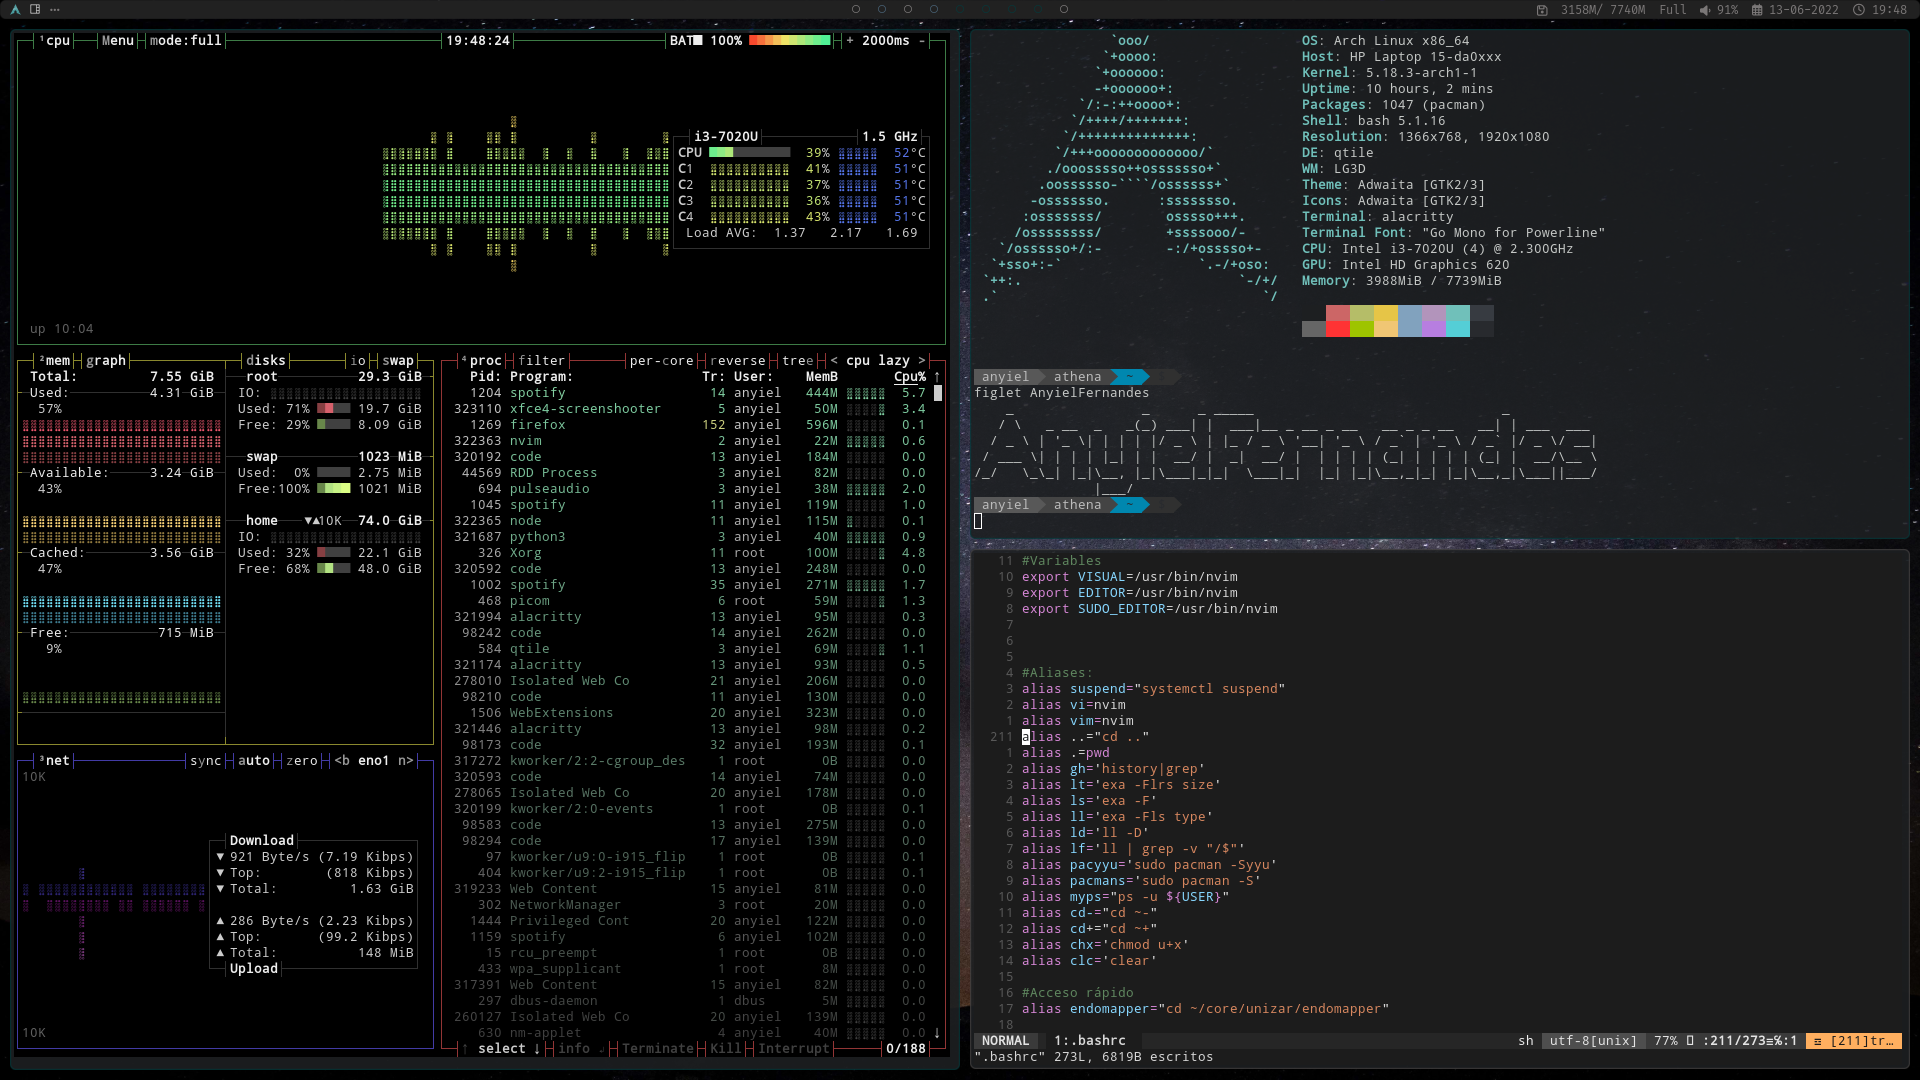 3158M/ 7740M Full 91% 13-06-2022 19:48
¹cpu Menu mode:full 19:48:24 BAT 100% + 2000ms -
i3-7020U 1.5 GHz
CPU 39% 52°C
C1 41% 51°C
C2 37% 51°C
C3 36% 51°C
C4 43% 51°C
Load AVG: 1.37 2.17 1.69
up 10:04
²mem graph disks io swap
Total: 7.55 GiB
Used: 4.31 GiB
57%
Available: 3.24 GiB
43%
Cached: 3.56 GiB
47%
Free: 715 MiB
9%
root 29.3 GiB
IO:
Used: 71% 19.7 GiB
Free: 29% 8.09 GiB
swap 1023 MiB
Used: 0% 2.75 MiB
Free:100% 1021 MiB
home ▼▲10K 74.0 GiB
IO:
Used: 32% 22.1 GiB
Free: 68% 48.0 GiB
³net sync auto zero <b eno1 n>
10K
Download
▼ 921 Byte/s (7.19 Kibps)
▼ Top: (818 Kibps)
▼ Total: 1.63 GiB
▲ 286 Byte/s (2.23 Kibps)
▲ Top: (99.2 Kibps)
▲ Total: 148 MiB
Upload
10K
⁴proc filter per-core reverse tree < cpu lazy >
Pid: Program: Tr: User: MemB Cpu% ↑
1204 spotify 14 anyiel 444M 5.7
323110 xfce4-screenshooter 5 anyiel 50M 3.4
1269 firefox 152 anyiel 596M 0.1
322363 nvim 2 anyiel 22M 0.6
320192 code 13 anyiel 184M 0.0
44569 RDD Process 3 anyiel 82M 0.0
694 pulseaudio 3 anyiel 38M 2.0
1045 spotify 11 anyiel 119M 1.0
322365 node 11 anyiel 115M 0.1
321687 python3 3 anyiel 40M 0.9
326 Xorg 11 root 100M 4.8
320592 code 13 anyiel 248M 0.0
1002 spotify 35 anyiel 271M 1.7
468 picom 6 root 59M 1.3
321994 alacritty 13 anyiel 95M 0.3
98242 code 14 anyiel 262M 0.0
584 qtile 3 anyiel 69M 1.1
321174 alacritty 13 anyiel 93M 0.5
278010 Isolated Web Co 21 anyiel 206M 0.0
98210 code 11 anyiel 130M 0.0
1506 WebExtensions 20 anyiel 323M 0.0
321446 alacritty 13 anyiel 98M 0.2
98173 code 32 anyiel 193M 0.1
317272 kworker/2:2-cgroup_des 1 root 0B 0.1
320593 code 14 anyiel 74M 0.0
278065 Isolated Web Co 20 anyiel 178M 0.0
320199 kworker/2:0-events 1 root 0B 0.1
98583 code 13 anyiel 275M 0.0
98294 code 17 anyiel 139M 0.0
97 kworker/u9:0-i915_flip 1 root 0B 0.1
404 kworker/u9:2-i915_flip 1 root 0B 0.1
319233 Web Content 15 anyiel 81M 0.0
302 NetworkManager 3 root 20M 0.0
1444 Privileged Cont 20 anyiel 122M 0.0
1159 spotify 6 anyiel 102M 0.0
15 rcu_preempt 1 root 0B 0.0
433 wpa_supplicant 1 root 8M 0.0
317391 Web Content 15 anyiel 82M 0.0
297 dbus-daemon 1 dbus 5M 0.0
260127 Isolated Web Co 20 anyiel 139M 0.0
630 nm-applet 4 anyiel 40M 0.0 ↓
↑ select ↓ info Terminate Kill Interrupt 0/188
OS: Arch Linux x86_64
Host: HP Laptop 15-da0xxx
Kernel: 5.18.3-arch1-1
Uptime: 10 hours, 2 mins
Packages: 1047 (pacman)
Shell: bash 5.1.16
Resolution: 1366x768, 1920x1080
DE: qtile
WM: LG3D
Theme: Adwaita [GTK2/3]
Icons: Adwaita [GTK2/3]
Terminal: alacritty
Terminal Font: "Go Mono for Powerline"
CPU: Intel i3-7020U (4) @ 2.300GHz
GPU: Intel HD Graphics 620
Memory: 3988MiB / 7739MiB
anyiel athena ~
figlet AnyielFernandes
AnyielFernandes
anyiel athena ~
11 #Variables
10 export VISUAL=/usr/bin/nvim
9 export EDITOR=/usr/bin/nvim
8 export SUDO_EDITOR=/usr/bin/nvim
7
6
5
4 #Aliases:
3 alias suspend="systemctl suspend"
2 alias vi=nvim
1 alias vim=nvim
211 alias ..="cd .."
1 alias .=pwd
2 alias gh='history|grep'
3 alias lt='exa -Flrs size'
4 alias ls='exa -F'
5 alias ll='exa -Fls type'
6 alias ld='ll -D'
7 alias lf='ll | grep -v "/$"'
8 alias pacyyu='sudo pacman -Syyu'
9 alias pacmans='sudo pacman -S'
10 alias myps="ps -u ${USER}"
11 alias cd-="cd ~-"
12 alias cd+="cd ~+"
13 alias chx='chmod u+x'
14 alias clc='clear'
15
16 #Acceso rápido
17 alias endomapper="cd ~/core/unizar/endomapper"
18
NORMAL 1:.bashrc sh utf-8[unix] 77% :211/273≡%:1 [211]tr…
".bashrc" 273L, 6819B escritos